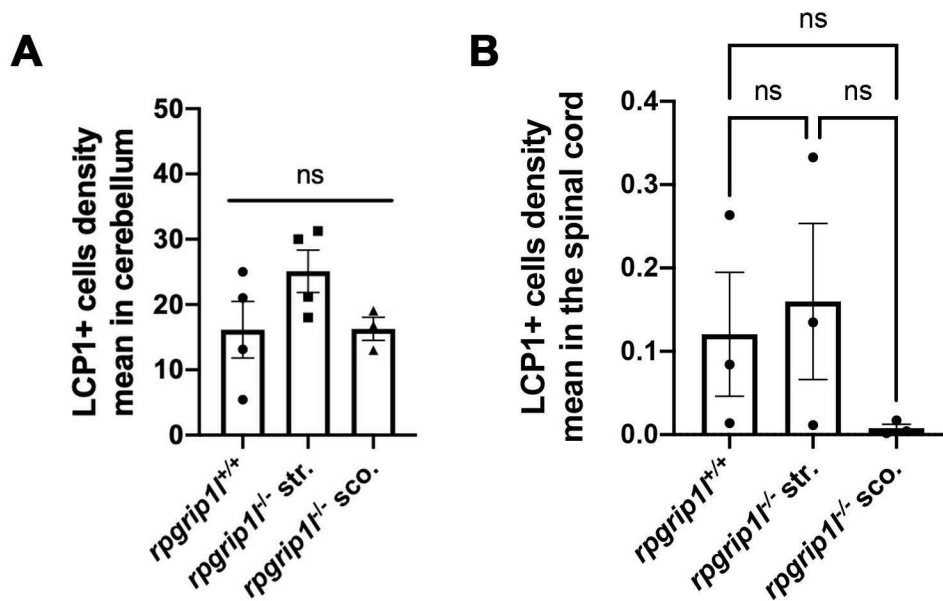 A
LCP1+ cells density
mean in cerebellum
50
40
30
20
10
0
ns
rpgrip1l+/+
rpgrip1l-/- str.
rpgrip1l-/- sco.
B
LCP1+ cells density
mean in the spinal cord
0.4
0.3
0.2
0.1
0.0
ns
ns
ns
rpgrip1l+/+
rpgrip1l-/- str.
rpgrip1l-/- sco.